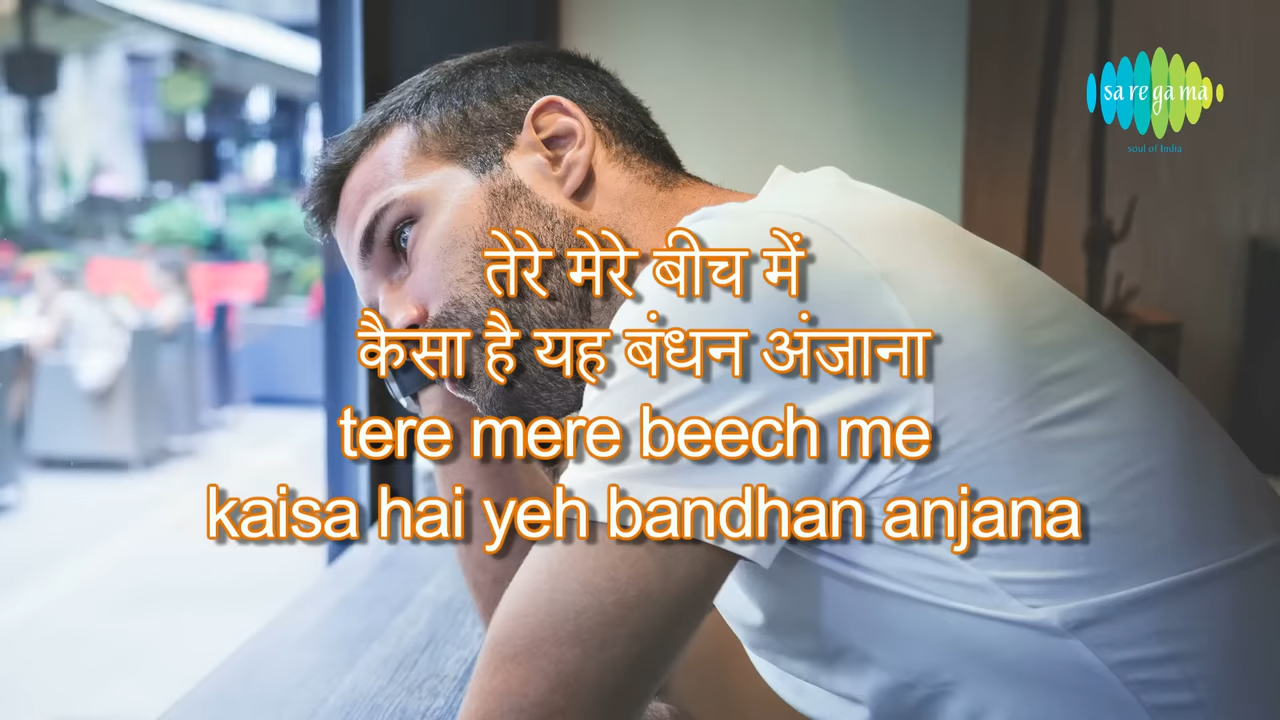 sa re ga ma
soul of India
तेरे मेरे बीच में
कैसा है यह बंधन अंजाना
tere mere beech me
kaisa hai yeh bandhan anjana